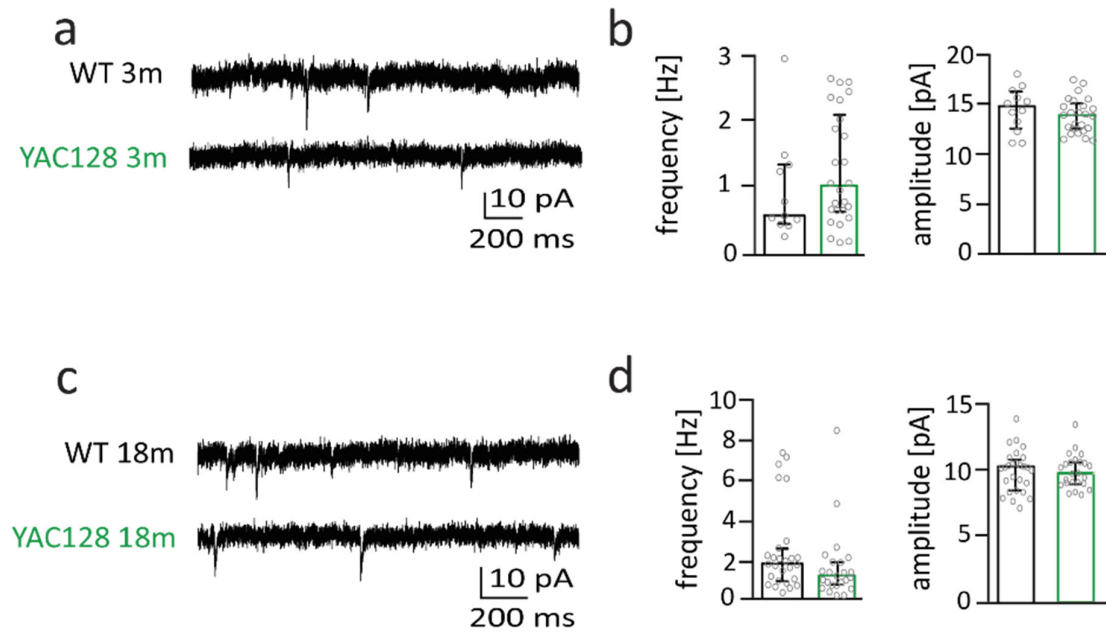 a
WT 3m
YAC128 3m
10 pA
200 ms
b
frequency [Hz]
3
2
1
0
amplitude [pA]
20
15
10
5
0
c
WT 18m
YAC128 18m
10 pA
200 ms
d
frequency [Hz]
10
8
6
4
2
0
amplitude [pA]
15
10
5
0